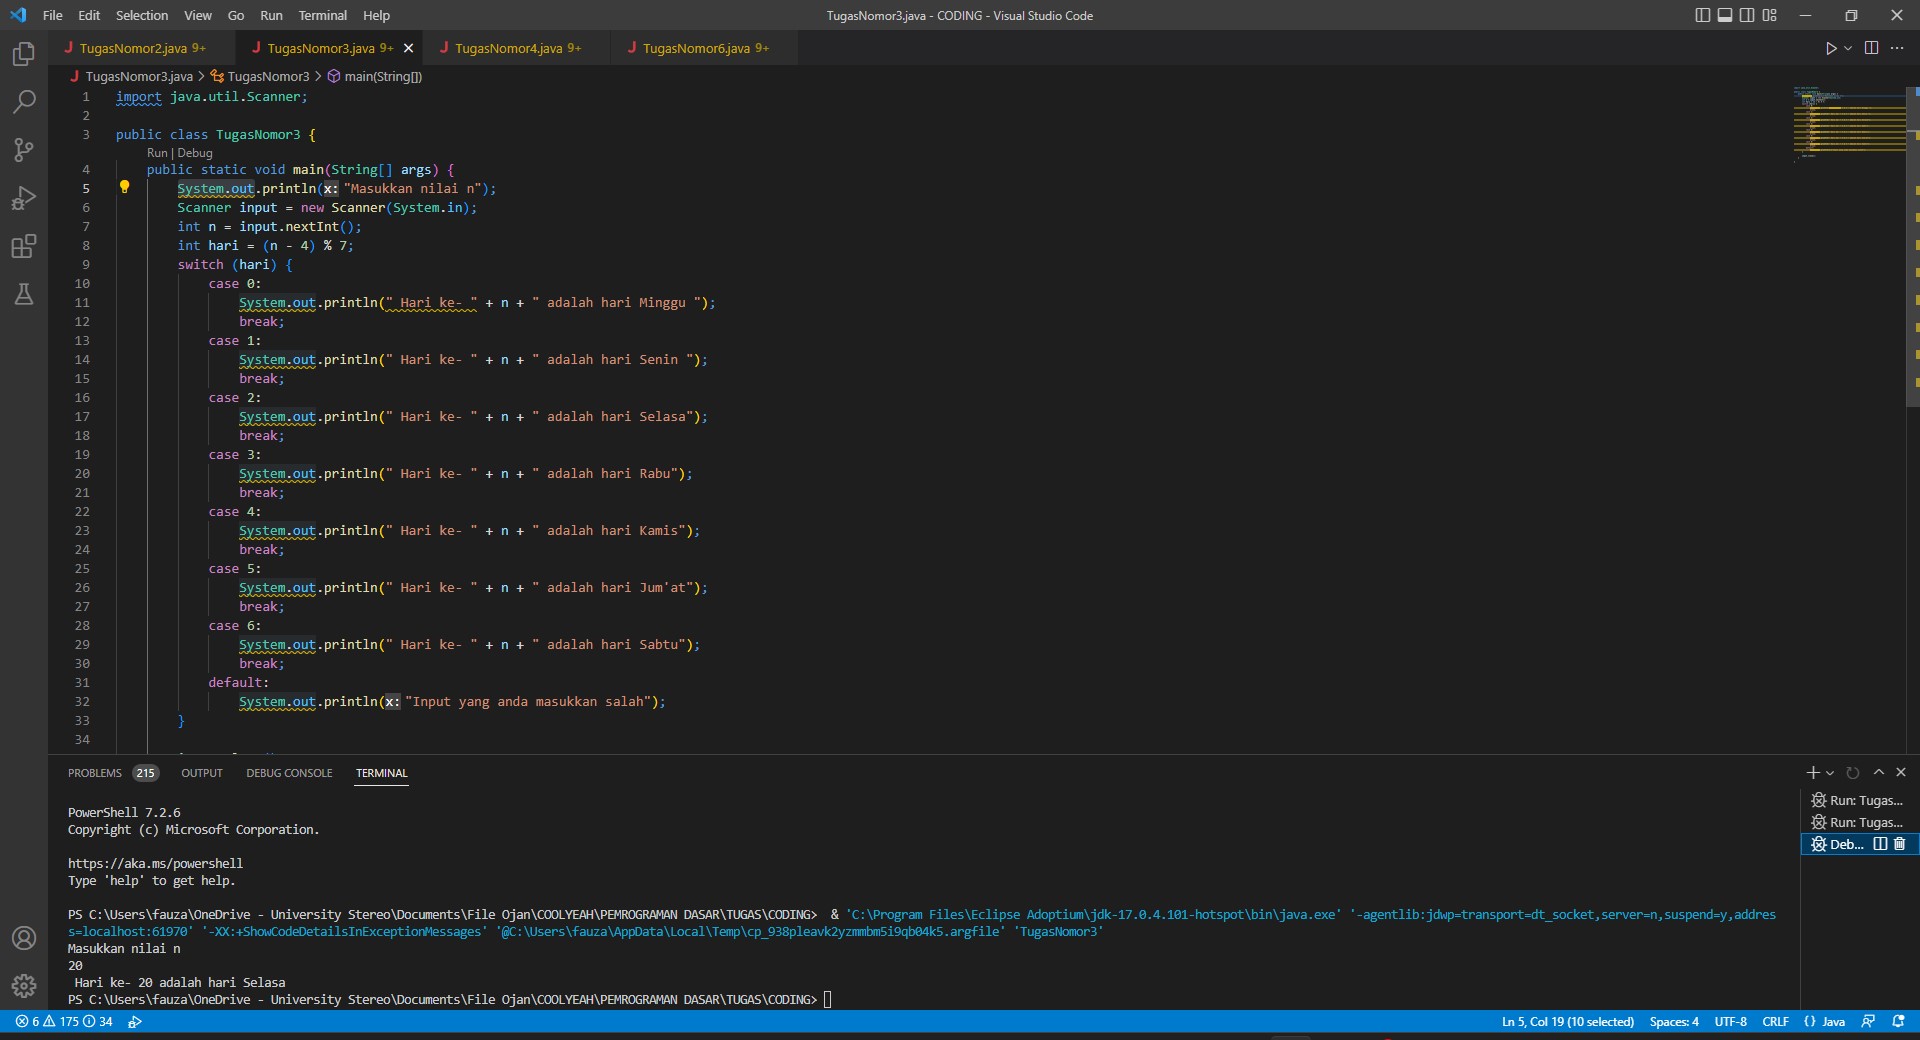 File Edit Selection View Go Run Terminal Help
TugasNomor3.java - CODING - Visual Studio Code
TugasNomor2.java 9+ TugasNomor3.java 9+ TugasNomor4.java 9+ TugasNomor6.java 9+
TugasNomor3.java > TugasNomor3 > main(String[])
1 import java.util.Scanner;
2
3 public class TugasNomor3 {
Run | Debug
4 public static void main(String[] args) {
5 System.out.println(x: "Masukkan nilai n");
6 Scanner input = new Scanner(System.in);
7 int n = input.nextInt();
8 int hari = (n - 4) % 7;
9 switch (hari) {
10 case 0:
11 System.out.println(" Hari ke- " + n + " adalah hari Minggu ");
12 break;
13 case 1:
14 System.out.println(" Hari ke- " + n + " adalah hari Senin ");
15 break;
16 case 2:
17 System.out.println(" Hari ke- " + n + " adalah hari Selasa");
18 break;
19 case 3:
20 System.out.println(" Hari ke- " + n + " adalah hari Rabu");
21 break;
22 case 4:
23 System.out.println(" Hari ke- " + n + " adalah hari Kamis");
24 break;
25 case 5:
26 System.out.println(" Hari ke- " + n + " adalah hari Jum'at");
27 break;
28 case 6:
29 System.out.println(" Hari ke- " + n + " adalah hari Sabtu");
30 break;
31 default:
32 System.out.println(x: "Input yang anda masukkan salah");
33 }
34
PROBLEMS 215 OUTPUT DEBUG CONSOLE TERMINAL
Run: Tugas...
Run: Tugas...
Deb...
PowerShell 7.2.6
Copyright (c) Microsoft Corporation.
https://aka.ms/powershell
Type 'help' to get help.
PS C:\Users\fauza\OneDrive - University Stereo\Documents\File Ojan\COOLYEAH\PEMROGRAMAN DASAR\TUGAS\CODING> & 'C:\Program Files\Eclipse Adoptium\jdk-17.0.4.101-hotspot\bin\java.exe' '-agentlib:jdwp=transport=dt_socket,server=n,suspend=y,addres
s=localhost:61970' '-XX:+ShowCodeDetailsInExceptionMessages' '@C:\Users\fauza\AppData\Local\Temp\cp_938pleavk2yzmmbm5i9qb04k5.argfile' 'TugasNomor3'
Masukkan nilai n
20
Hari ke- 20 adalah hari Selasa
PS C:\Users\fauza\OneDrive - University Stereo\Documents\File Ojan\COOLYEAH\PEMROGRAMAN DASAR\TUGAS\CODING>
6 175 34
Ln 5, Col 19 (10 selected) Spaces: 4 UTF-8 CRLF {} Java